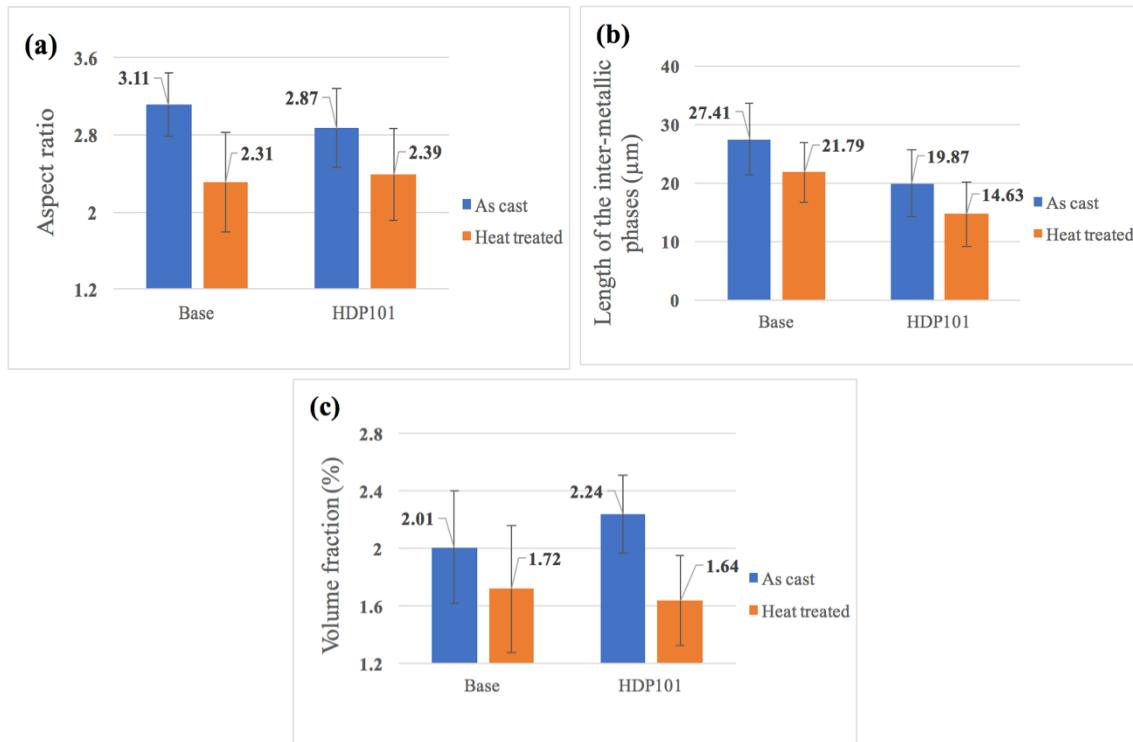 (a)
Aspect ratio
3.6
2.8
2
1.2
3.11
2.31
2.87
2.39
Base
HDP101
As cast
Heat treated
(b)
Length of the inter-metallic
phases (µm)
40
30
20
10
0
27.41
21.79
19.87
14.63
Base
HDP101
As cast
Heat treated
(c)
Volume fraction (%)
2.8
2.4
2
1.6
1.2
2.01
1.72
2.24
1.64
Base
HDP101
As cast
Heat treated